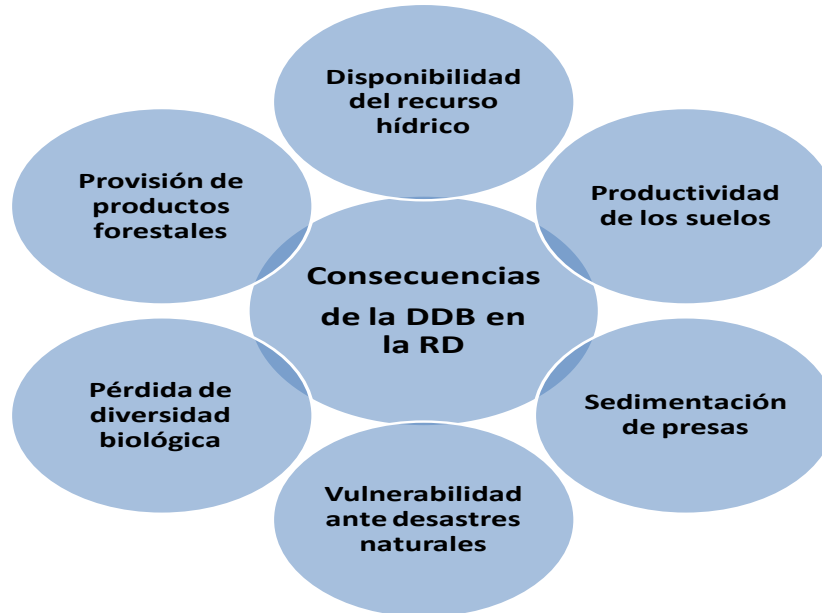 Disponibilidad
del recurso
hídrico
Provisión de
productos
forestales
Productividad
de los suelos
Consecuencias
de la DDB en
la RD
Pérdida de
diversidad
biológica
Sedimentación
de presas
Vulnerabilidad
ante desastres
naturales